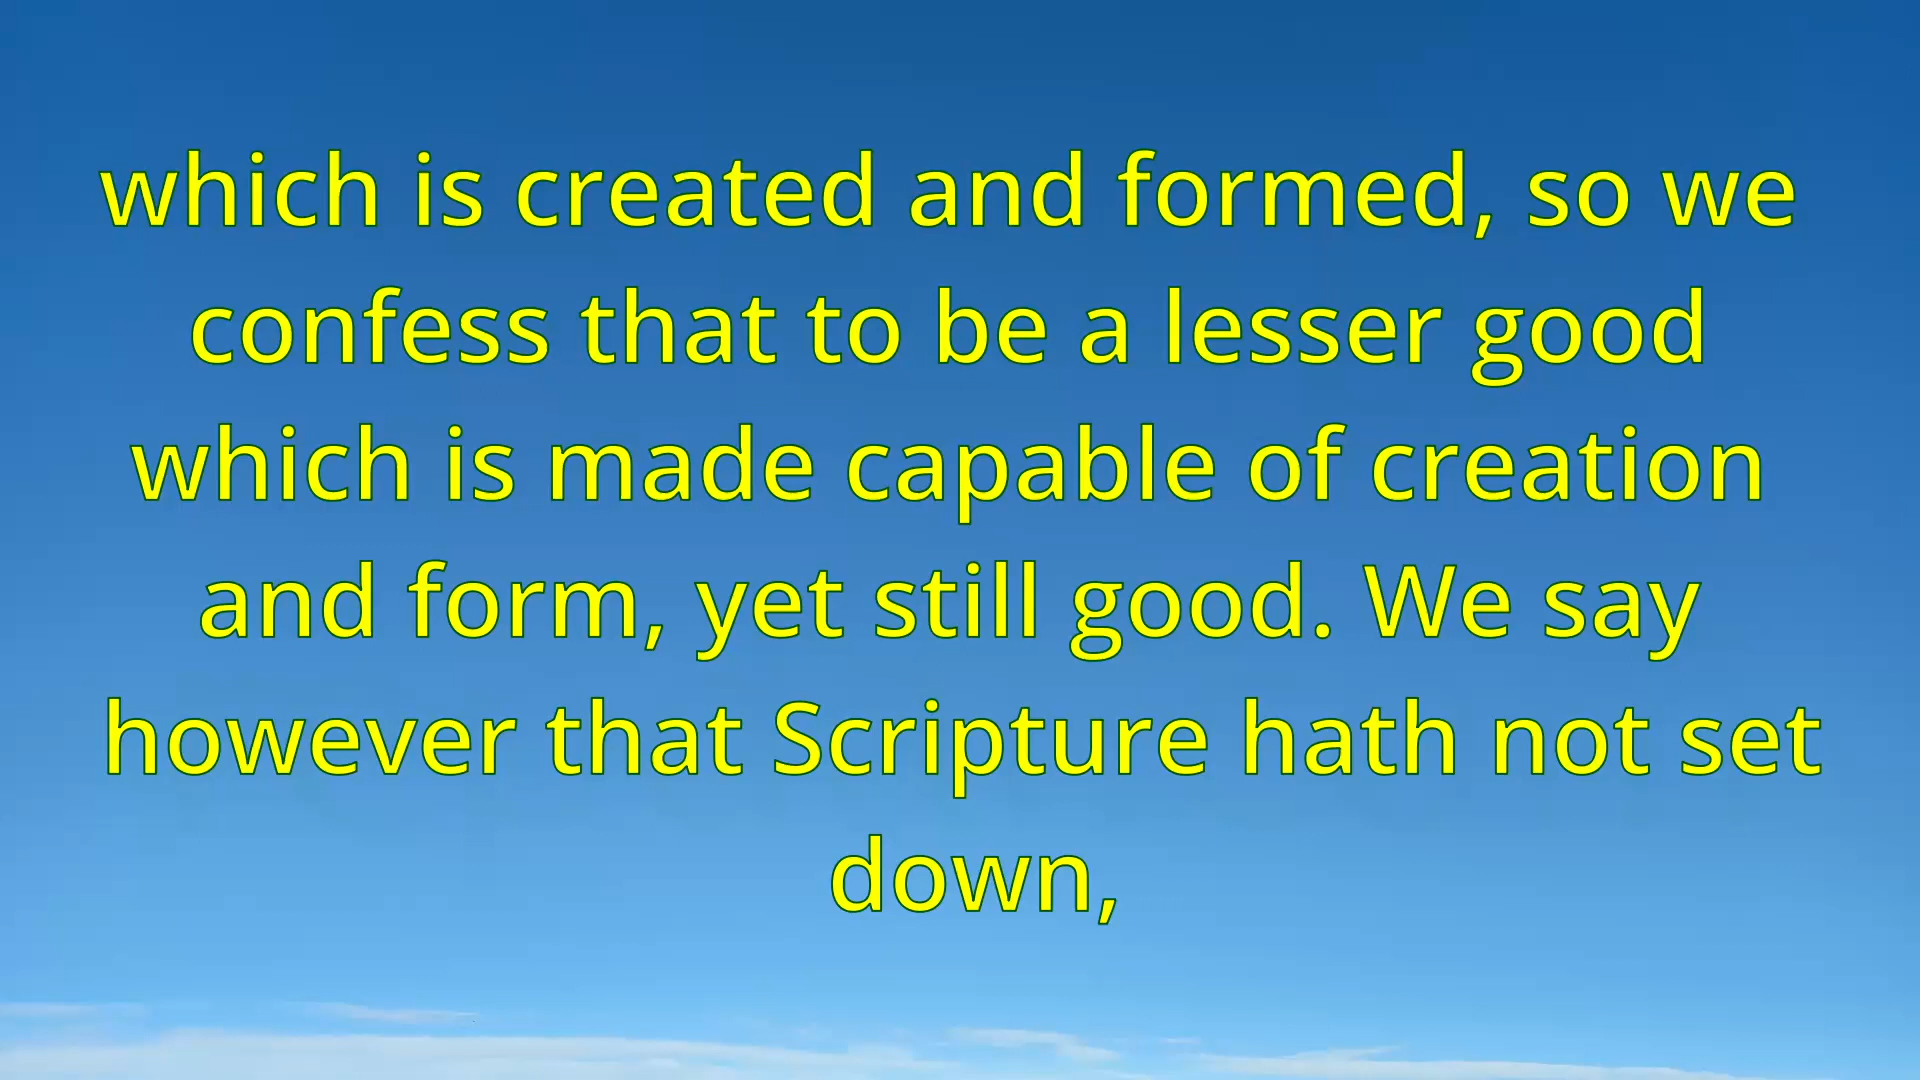 which is created and formed, so we
confess that to be a lesser good
which is made capable of creation
and form, yet still good. We say
however that Scripture hath not set
down,